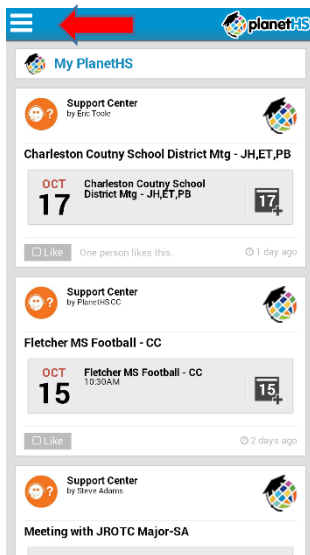 planetHS
My PlanetHS
Support Center
by Eric Toole
Charleston Coutny School District Mtg - JH,ET,PB
OCT
17
Charleston Coutny School
District Mtg - JH,ET,PB
17
Like
One person likes this.
1 day ago
Support Center
by PlanetHS CC
Fletcher MS Football - CC
OCT
15
Fletcher MS Football - CC
10:30AM
15
Like
2 days ago
Support Center
by Steve Adams
Meeting with JROTC Major-SA